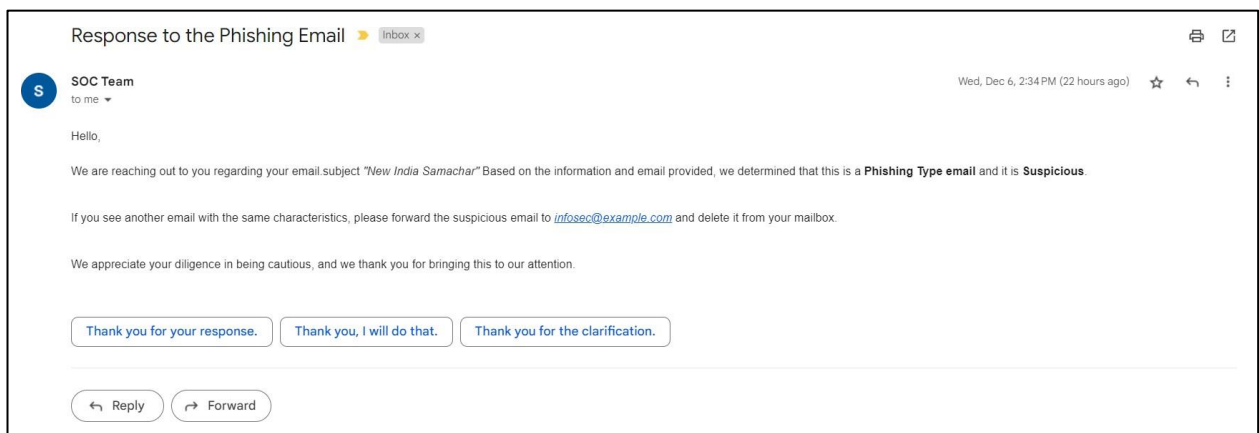 Response to the Phishing Email Inbox ×
SOC Team Wed, Dec 6, 2:34 PM (22 hours ago)
S
to me
Hello,
We are reaching out to you regarding your email.subject "New India Samachar" Based on the information and email provided, we determined that this is a Phishing Type email and it is Suspicious.
If you see another email with the same characteristics, please forward the suspicious email to infosec@example.com and delete it from your mailbox.
We appreciate your diligence in being cautious, and we thank you for bringing this to our attention.
Thank you for your response. Thank you, I will do that. Thank you for the clarification.
Reply Forward